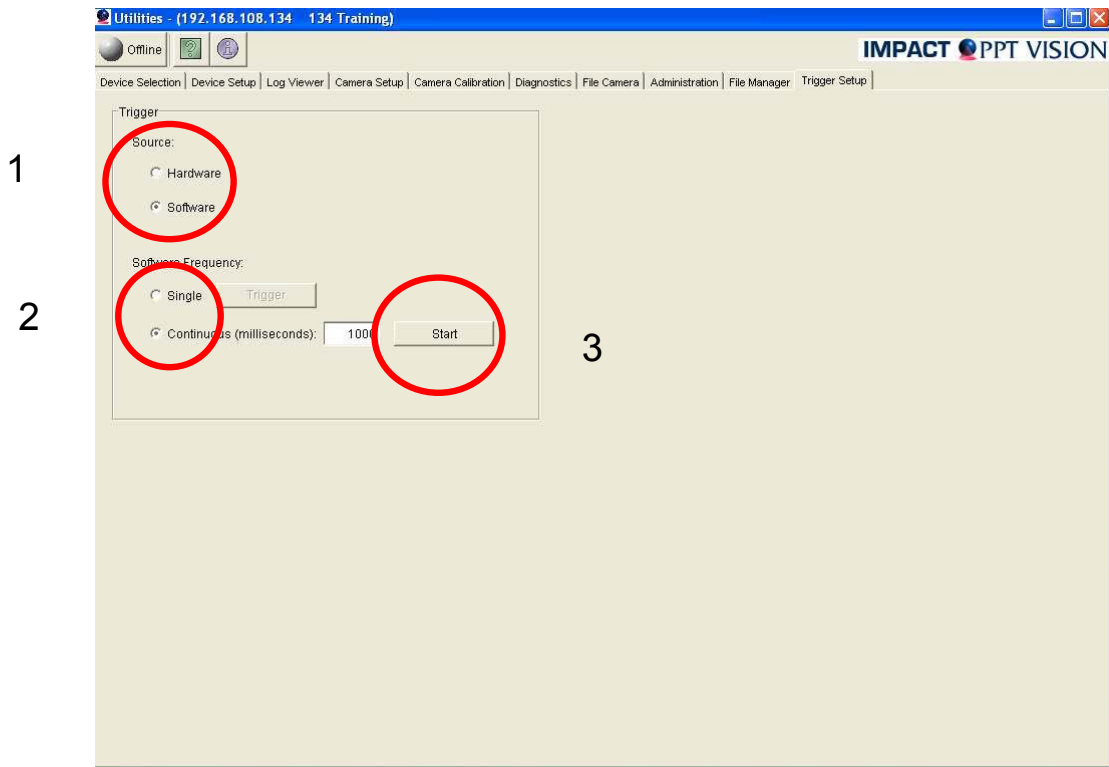 Utilities - (192.168.108.134 134 Training)
Offline
IMPACT PPT VISION
Device Selection Device Setup Log Viewer Camera Setup Camera Calibration Diagnostics File Camera Administration File Manager Trigger Setup
Trigger
Source:
1
Hardware
Software
Software Frequency:
2
Single Trigger
Continuous (milliseconds): 1000 Start
3